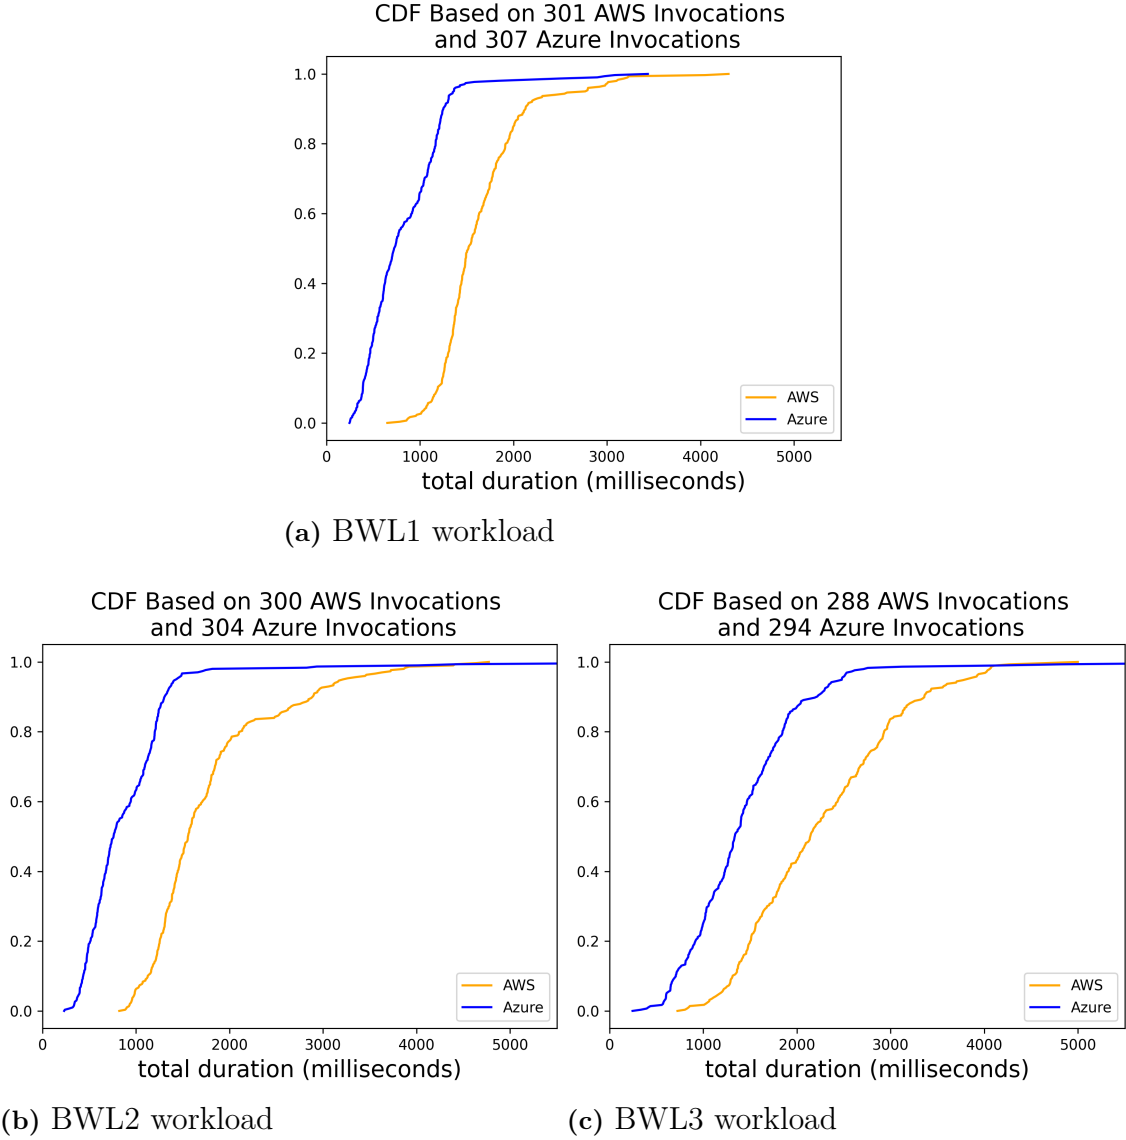 CDF Based on 301 AWS Invocations
and 307 Azure Invocations
1.0
0.8
0.6
0.4
0.2
0.0
AWS
Azure
0 1000 2000 3000 4000 5000
total duration (milliseconds)
(a) BWL1 workload
CDF Based on 300 AWS Invocations
and 304 Azure Invocations
1.0
0.8
0.6
0.4
0.2
0.0
AWS
Azure
0 1000 2000 3000 4000 5000
total duration (milliseconds)
(b) BWL2 workload
CDF Based on 288 AWS Invocations
and 294 Azure Invocations
1.0
0.8
0.6
0.4
0.2
0.0
AWS
Azure
0 1000 2000 3000 4000 5000
total duration (milliseconds)
(c) BWL3 workload